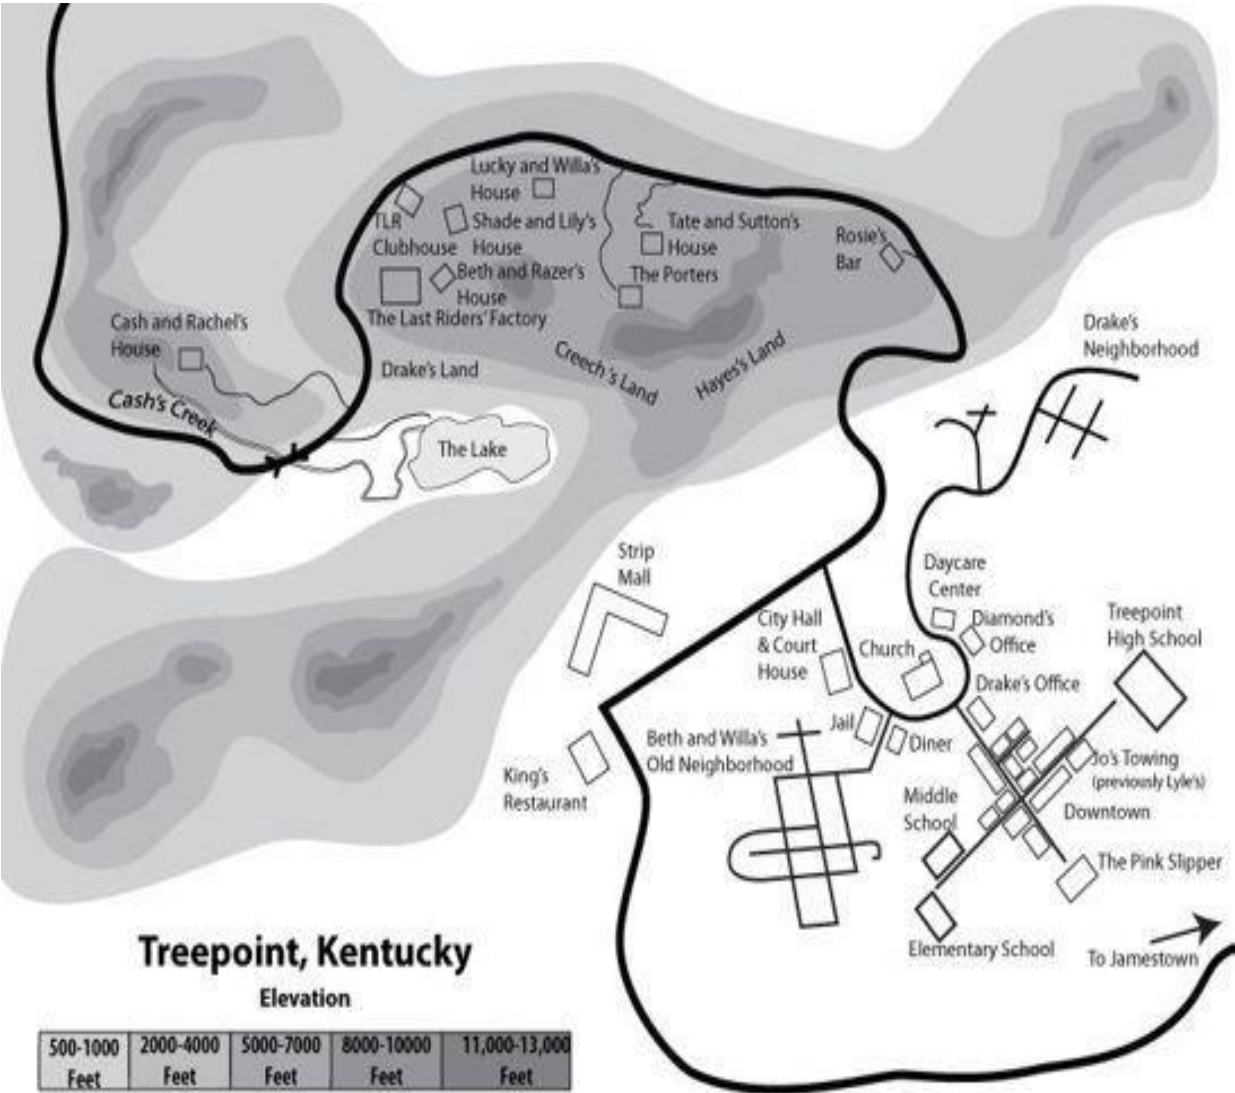 Lucky and Willa's
House
TLR
Clubhouse
Shade and Lily's
House
Tate and Sutton's
House
Rosie's
Bar
Beth and Razer's
House
The Porters
The Last Riders' Factory
Cash and Rachel's
House
Drake's
Neighborhood
Drake's Land
Creech's Land
Hayes's Land
Cash's Creek
The Lake
Strip
Mall
Daycare
Center
City Hall
& Court
House
Church
Diamond's
Office
Treepoint
High School
Drake's Office
Jail
Diner
Beth and Willa's
Old Neighborhood
King's
Restaurant
Jo's Towing
(previously Lyle's)
Middle
School
Downtown
The Pink Slipper
Elementary School
To Jamestown
Treepoint, Kentucky
Elevation
500-1000
Feet
2000-4000
Feet
5000-7000
Feet
8000-10000
Feet
11,000-13,000
Feet